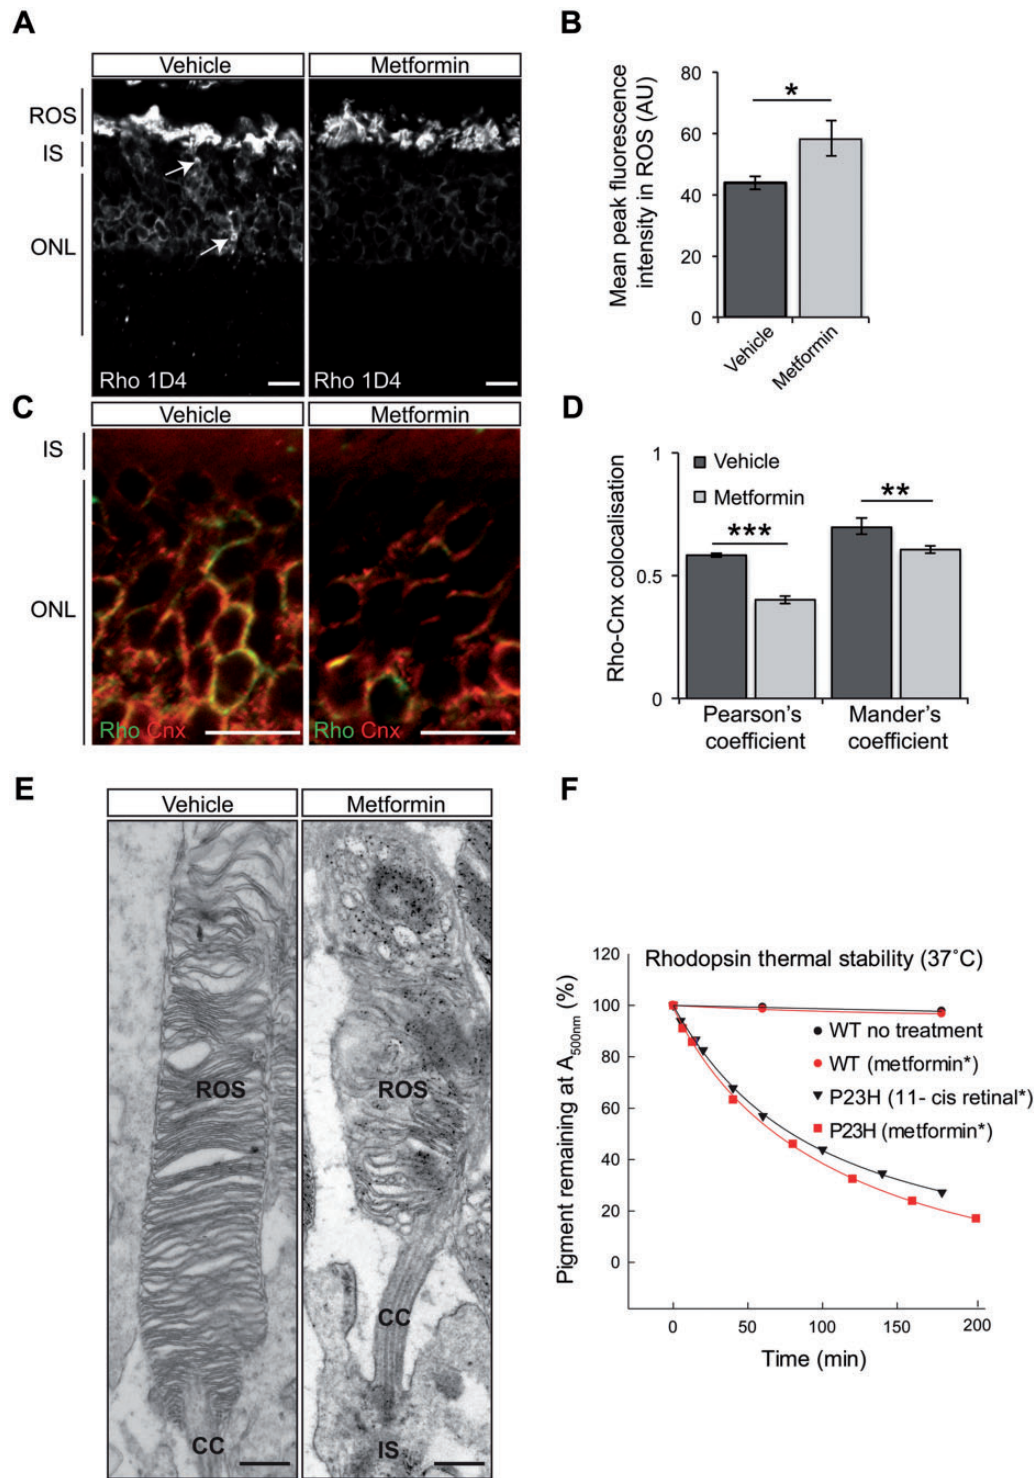 A
Vehicle
Metformin
ROS
IS
ONL
Rho 1D4
Rho 1D4
B
Mean peak fluorescence
intensity in ROS (AU)
80
60
40
20
0
*
Vehicle
Metformin
C
Vehicle
Metformin
IS
ONL
Rho Cnx
Rho Cnx
D
Rho-Cnx colocalisation
1
0.5
0
Vehicle
Metformin
***
**
Pearson's
coefficient
Mander's
coefficient
E
Vehicle
Metformin
ROS
CC
ROS
CC
IS
F
Rhodopsin thermal stability (37˚C)
Pigment remaining at A500nm (%)
120
100
80
60
40
20
0
WT no treatment
WT (metformin*)
P23H (11- cis retinal*)
P23H (metformin*)
0
50
100
150
200
Time (min)